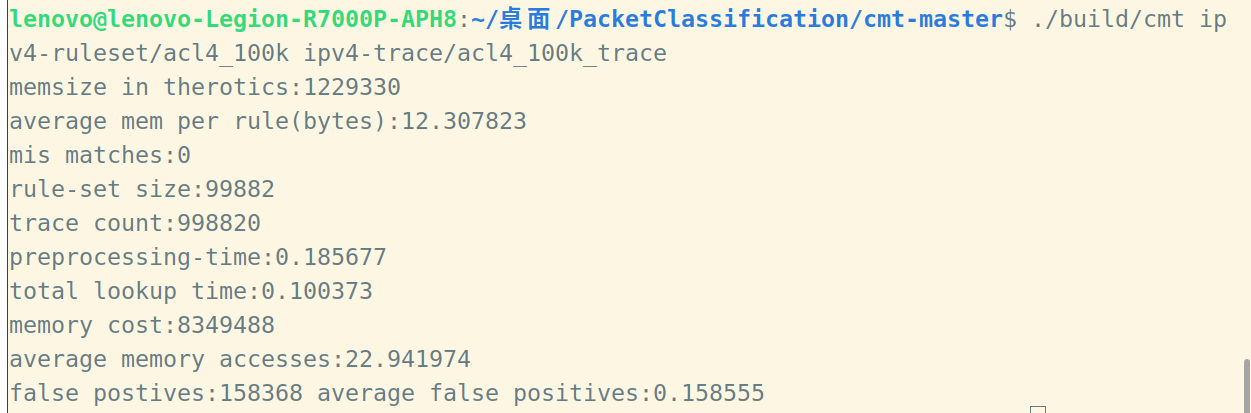 lenovo@lenovo-Legion-R7000P-APH8:~/桌面/PacketClassification/cmt-master$ ./build/cmt ip
v4-ruleset/acl4_100k ipv4-trace/acl4_100k_trace
memsize in therotics:1229330
average mem per rule(bytes):12.307823
mis matches:0
rule-set size:99882
trace count:998820
preprocessing-time:0.185677
total lookup time:0.100373
memory cost:8349488
average memory accesses:22.941974
false postives:158368 average false positives:0.158555